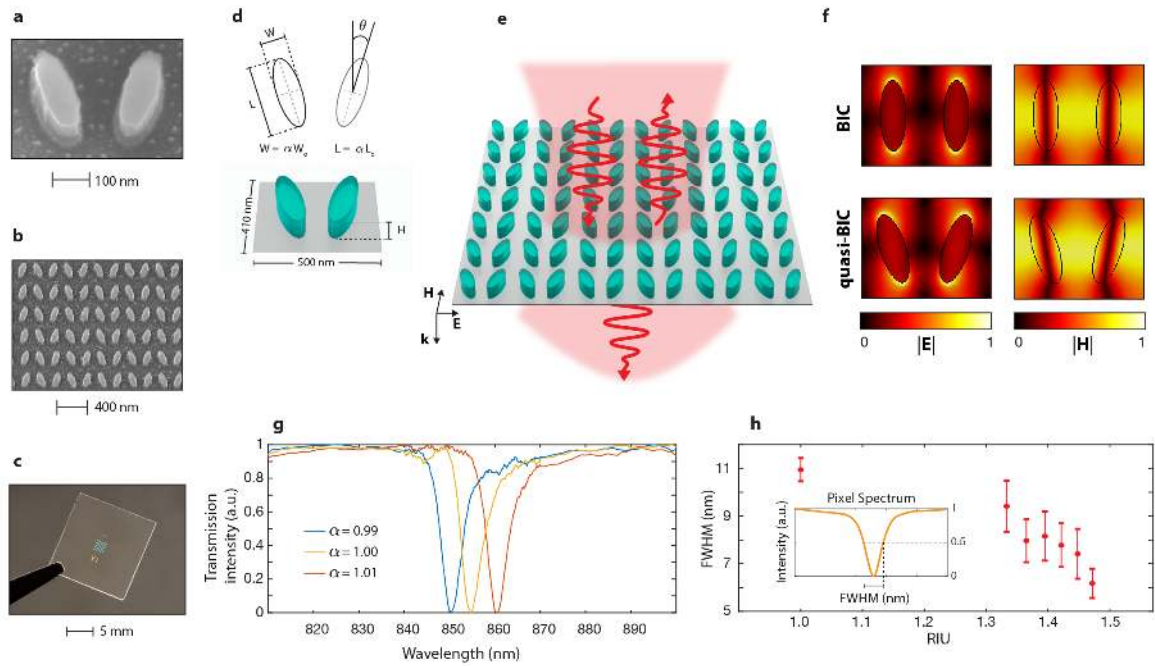 a
100 nm
b
400 nm
c
5 mm
d
W
θ
L
W = αW₀
L = αL₀
410 nm
H
500 nm
e
H
E
k
f
BIC
quasi-BIC
0
|E|
1
0
|H|
1
g
Transmission
intensity (a.u.)
1
0.8
0.6
0.4
0.2
0
α = 0.99
α = 1.00
α = 1.01
820
830
840
850
860
870
880
890
Wavelength (nm)
h
FWHM (nm)
11
9
7
5
Pixel Spectrum
Intensity (a.u.)
1
0.5
0
FWHM (nm)
1.0
1.1
1.2
1.3
1.4
1.5
RIU